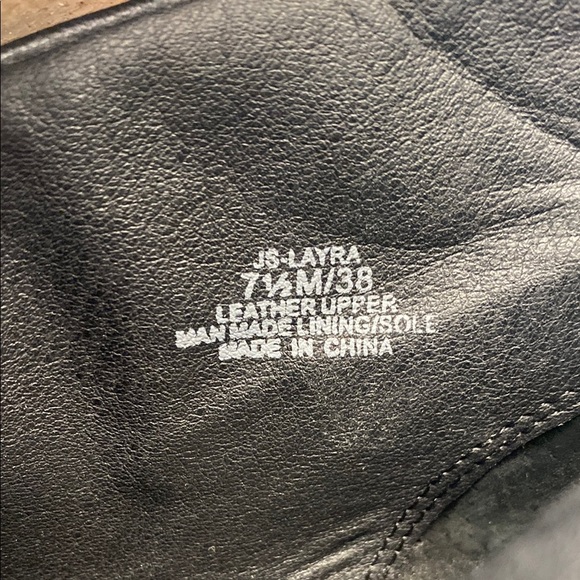 JS-LAYRA
7½M/38
LEATHER UPPER
MAN MADE LINING/SOLE
MADE IN CHINA